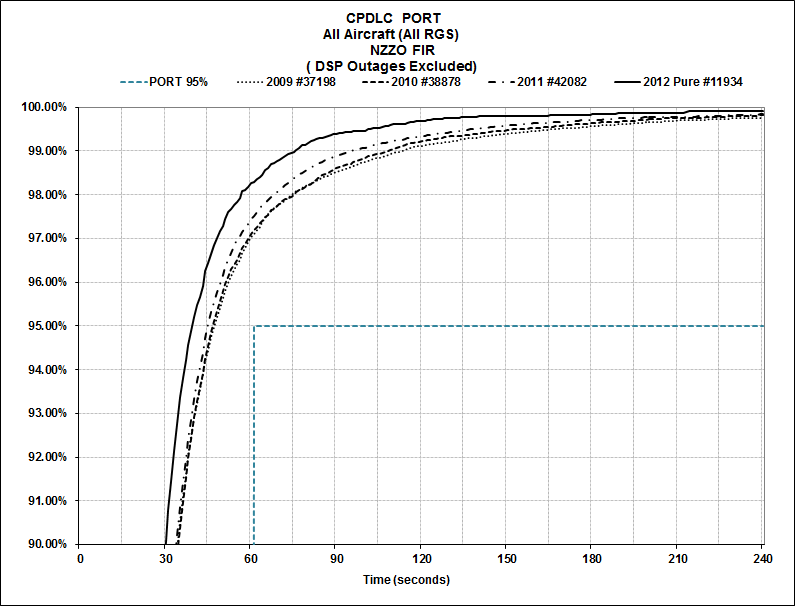 CPDLC PORT
All Aircraft (All RGS)
NZZO FIR
( DSP Outages Excluded)
PORT 95% 2009 #37198 2010 #38878 2011 #42082 2012 Pure #11934
100.00%
99.00%
98.00%
97.00%
96.00%
95.00%
94.00%
93.00%
92.00%
91.00%
90.00%
0 30 60 90 120 150 180 210 240
Time (seconds)